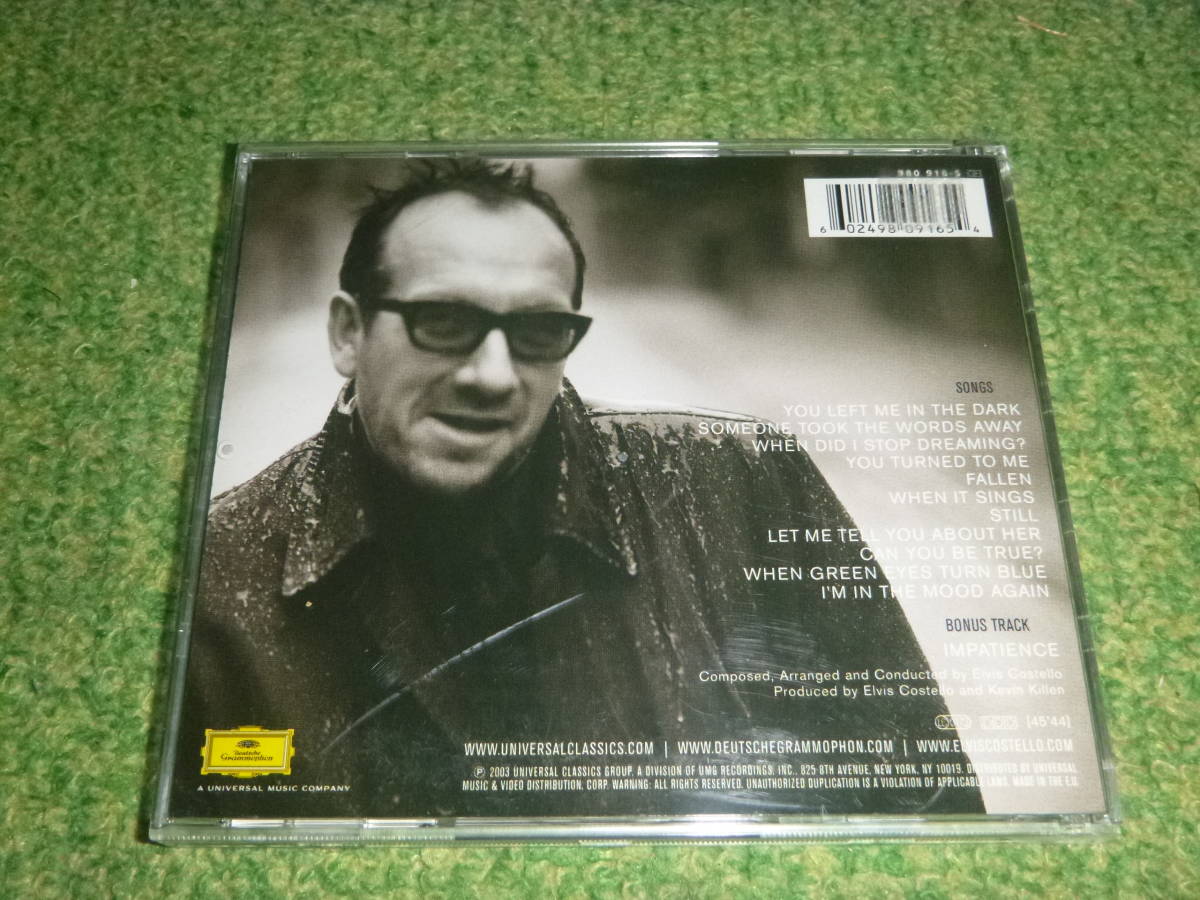 980 916-5
6 02498 09165 4
SONGS
YOU LEFT ME IN THE DARK
SOMEONE TOOK THE WORDS AWAY
WHEN DID I STOP DREAMING?
YOU TURNED TO ME
FALLEN
WHEN IT SINGS
STILL
LET ME TELL YOU ABOUT HER
CAN YOU BE TRUE?
WHEN GREEN EYES TURN BLUE
I'M IN THE MOOD AGAIN
BONUS TRACK
IMPATIENCE
Composed, Arranged and Conducted by Elvis Costello
Produced by Elvis Costello and Kevin Killen
[45'44]
Deutsche
Grammophon
A UNIVERSAL MUSIC COMPANY
WWW.UNIVERSALCLASSICS.COM | WWW.DEUTSCHEGRAMMOPHON.COM | WWW.ELVISCOSTELLO.COM
℗ 2003 UNIVERSAL CLASSICS GROUP, A DIVISION OF UMG RECORDINGS, INC., 825 8TH AVENUE, NEW YORK, NY 10019. DISTRIBUTED BY UNIVERSAL
MUSIC & VIDEO DISTRIBUTION, CORP. WARNING: ALL RIGHTS RESERVED. UNAUTHORIZED DUPLICATION IS A VIOLATION OF APPLICABLE LAWS. MADE IN THE E.U.